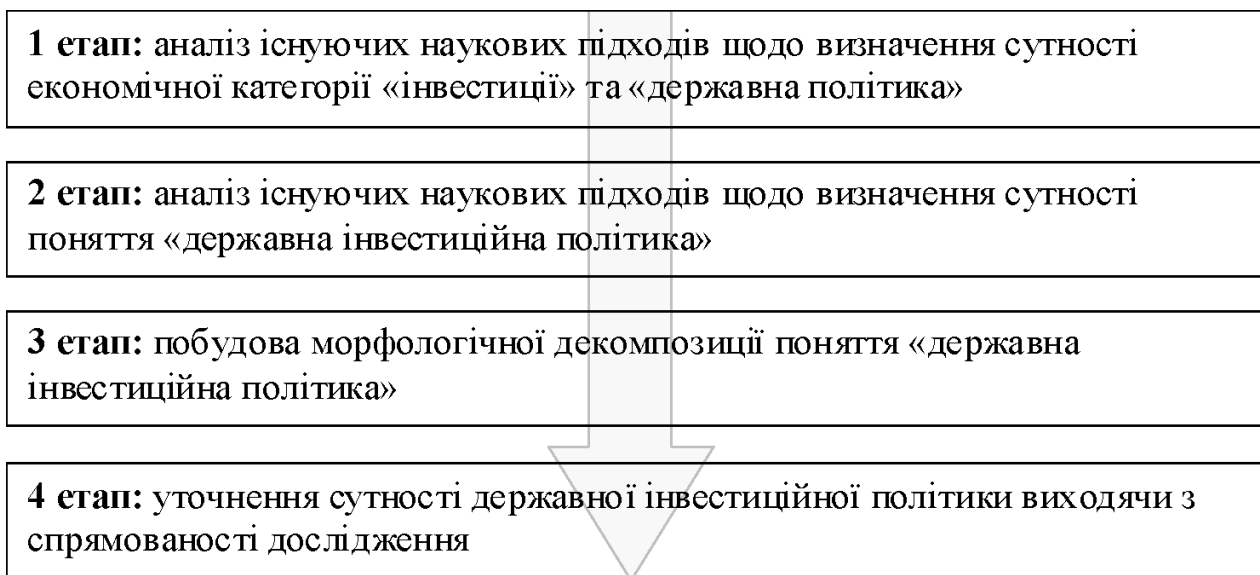 1 етап: аналіз існуючих наукових підходів щодо визначення сутності
економічної категорії «інвестиції» та «державна політика»
2 етап: аналіз існуючих наукових підходів щодо визначення сутності
поняття «державна інвестиційна політика»
3 етап: побудова морфологічної декомпозиції поняття «державна
інвестиційна політика»
4 етап: уточнення сутності державної інвестиційної політики виходячи з
спрямованості дослідження